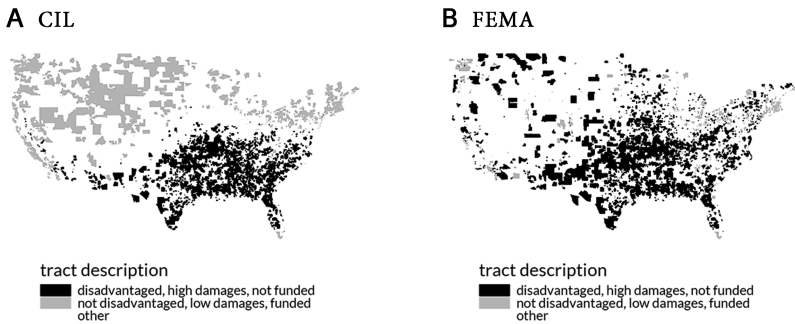 A CIL
B FEMA
tract description
disadvantaged, high damages, not funded
not disadvantaged, low damages, funded
other
tract description
disadvantaged, high damages, not funded
not disadvantaged, low damages, funded
other